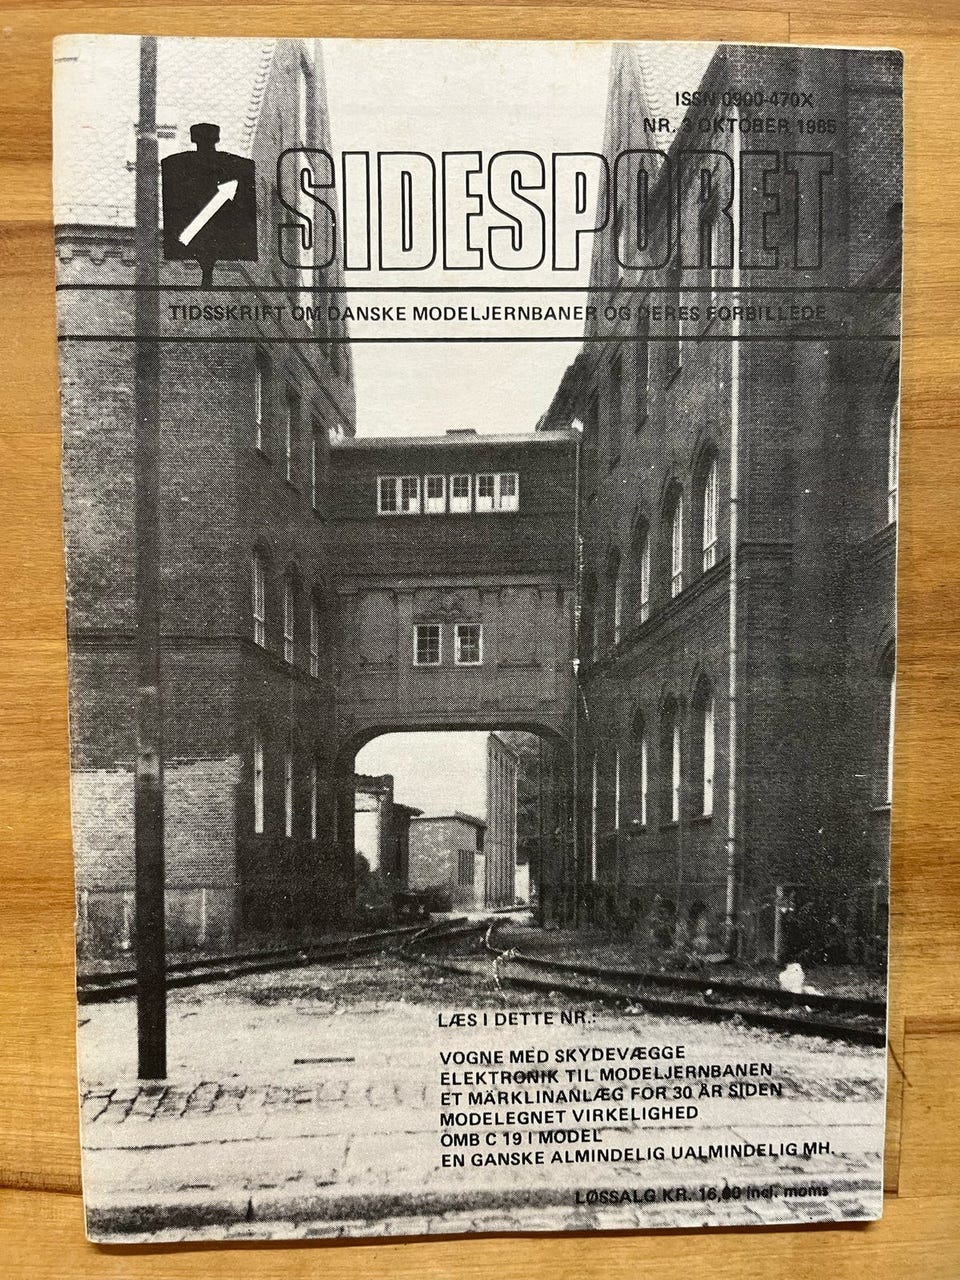 ISSN 0900-470X
NR. 3 OKTOBER 1985
SIDESPORET
TIDSSKRIFT OM DANSKE MODELJERNBANER OG DERES FORBILLEDE
LÆS I DETTE NR.:
VOGNE MED SKYDEVÆGGE
ELEKTRONIK TIL MODELJERNBANEN
ET MÄRKLINANLÆG FOR 30 ÅR SIDEN
MODELEGNET VIRKELIGHED
OMB C 19 I MODEL
EN GANSKE ALMINDELIG UALMINDELIG MH.
LØSSALG KR. 16,00 incl. moms